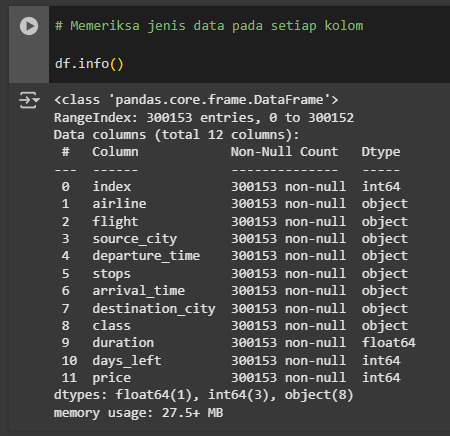 # Memeriksa jenis data pada setiap kolom
df.info()
<class 'pandas.core.frame.DataFrame'>
RangeIndex: 300153 entries, 0 to 300152
Data columns (total 12 columns):
 #   Column            Non-Null Count   Dtype
---  ------            --------------   -----
 0   index             300153 non-null  int64
 1   airline           300153 non-null  object
 2   flight            300153 non-null  object
 3   source_city       300153 non-null  object
 4   departure_time    300153 non-null  object
 5   stops             300153 non-null  object
 6   arrival_time      300153 non-null  object
 7   destination_city  300153 non-null  object
 8   class             300153 non-null  object
 9   duration          300153 non-null  float64
 10  days_left         300153 non-null  int64
 11  price             300153 non-null  int64
dtypes: float64(1), int64(3), object(8)
memory usage: 27.5+ MB